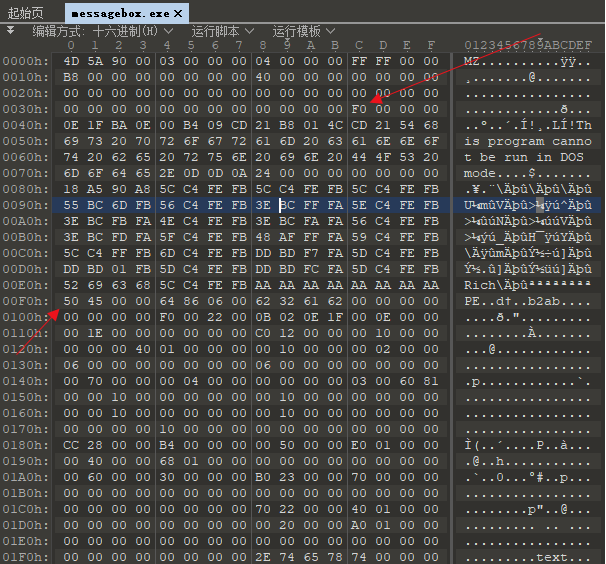 起始页 messagebox.exe ×
编辑方式: 十六进制(H) 运行脚本 运行模板
0 1 2 3 4 5 6 7 8 9 A B C D E F 0123456789ABCDEF
0000h: 4D 5A 90 00 03 00 00 00 04 00 00 00 FF FF 00 00 MZ..........ÿÿ..
0010h: B8 00 00 00 00 00 00 00 40 00 00 00 00 00 00 00 ¸.......@.......
0020h: 00 00 00 00 00 00 00 00 00 00 00 00 00 00 00 00 ................
0030h: 00 00 00 00 00 00 00 00 00 00 00 00 F0 00 00 00 ............ð...
0040h: 0E 1F BA 0E 00 B4 09 CD 21 B8 01 4C CD 21 54 68 ..º..´.Í!¸.LÍ!Th
0050h: 69 73 20 70 72 6F 67 72 61 6D 20 63 61 6E 6E 6F is program canno
0060h: 74 20 62 65 20 72 75 6E 20 69 6E 20 44 4F 53 20 t be run in DOS
0070h: 6D 6F 64 65 2E 0D 0D 0A 24 00 00 00 00 00 00 00 mode....$.......
0080h: 18 A5 90 A8 5C C4 FE FB 5C C4 FE FB 5C C4 FE FB .¥.¨\Äþû\Äþû\Äþû
0090h: 55 BC 6D FB 56 C4 FE FB 3E BC FF FA 5E C4 FE FB U¼mûVÄþû>¼ÿú^Äþû
00A0h: 3E BC FB FA 4E C4 FE FB 3E BC FA FA 56 C4 FE FB >¼ûúNÄþû>¼úúVÄþû
00B0h: 3E BC FD FA 5F C4 FE FB 48 AF FF FA 59 C4 FE FB >¼ýú_ÄþûH¯ÿúYÄþû
00C0h: 5C C4 FF FB 6D C4 FE FB DD BD F7 FA 5D C4 FE FB \ÄÿûmÄþûÝ½÷ú]Äþû
00D0h: DD BD 01 FB 5D C4 FE FB DD BD FC FA 5D C4 FE FB Ý½.û]ÄþûÝ½üú]Äþû
00E0h: 52 69 63 68 5C C4 FE FB AA AA AA AA AA AA AA AA Rich\Äþûªªªªªªªª
00F0h: 50 45 00 00 64 86 06 00 62 32 61 62 00 00 00 00 PE..d†..b2ab....
0100h: 00 00 00 00 F0 00 22 00 0B 02 0E 1F 00 0E 00 00 ....ð.".........
0110h: 00 1E 00 00 00 00 00 00 C0 12 00 00 00 10 00 00 ........À.......
0120h: 00 00 00 40 01 00 00 00 00 10 00 00 00 02 00 00 ...@............
0130h: 06 00 00 00 00 00 00 00 06 00 00 00 00 00 00 00 ................
0140h: 00 70 00 00 00 04 00 00 00 00 00 00 03 00 60 81 .p............`.
0150h: 00 00 10 00 00 00 00 00 00 10 00 00 00 00 00 00 ................
0160h: 00 00 10 00 00 00 00 00 00 10 00 00 00 00 00 00 ................
0170h: 00 00 00 00 10 00 00 00 00 00 00 00 00 00 00 00 ................
0180h: CC 28 00 00 B4 00 00 00 00 50 00 00 E0 01 00 00 Ì(..´....P..à...
0190h: 00 40 00 00 68 01 00 00 00 00 00 00 00 00 00 00 .@..h...........
01A0h: 00 60 00 00 30 00 00 00 B0 23 00 00 70 00 00 00 .`..0...°#..p...
01B0h: 00 00 00 00 00 00 00 00 00 00 00 00 00 00 00 00 ................
01C0h: 00 00 00 00 00 00 00 00 70 22 00 00 40 01 00 00 ........p"..@...
01D0h: 00 00 00 00 00 00 00 00 00 20 00 00 A0 01 00 00 ......... .. ...
01E0h: 00 00 00 00 00 00 00 00 00 00 00 00 00 00 00 00 ................
01F0h: 00 00 00 00 00 00 00 00 2E 74 65 78 74 00 00 00 .........text...